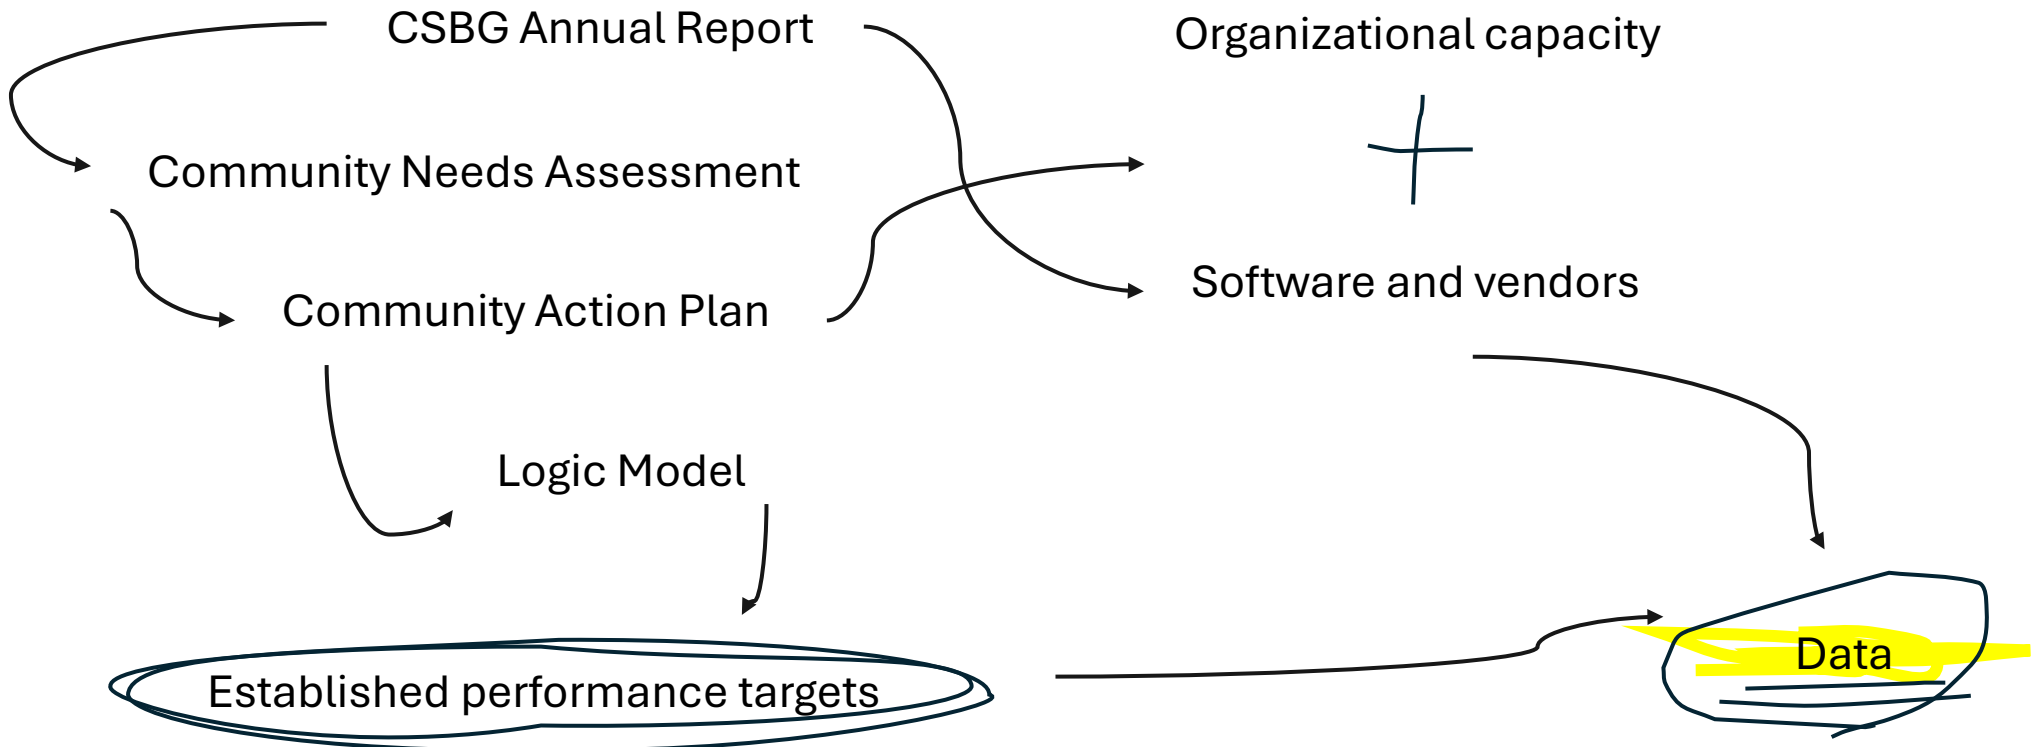 CSBG Annual Report
Community Needs Assessment
Community Action Plan
Logic Model
Established performance targets
Organizational capacity
+
Software and vendors
Data